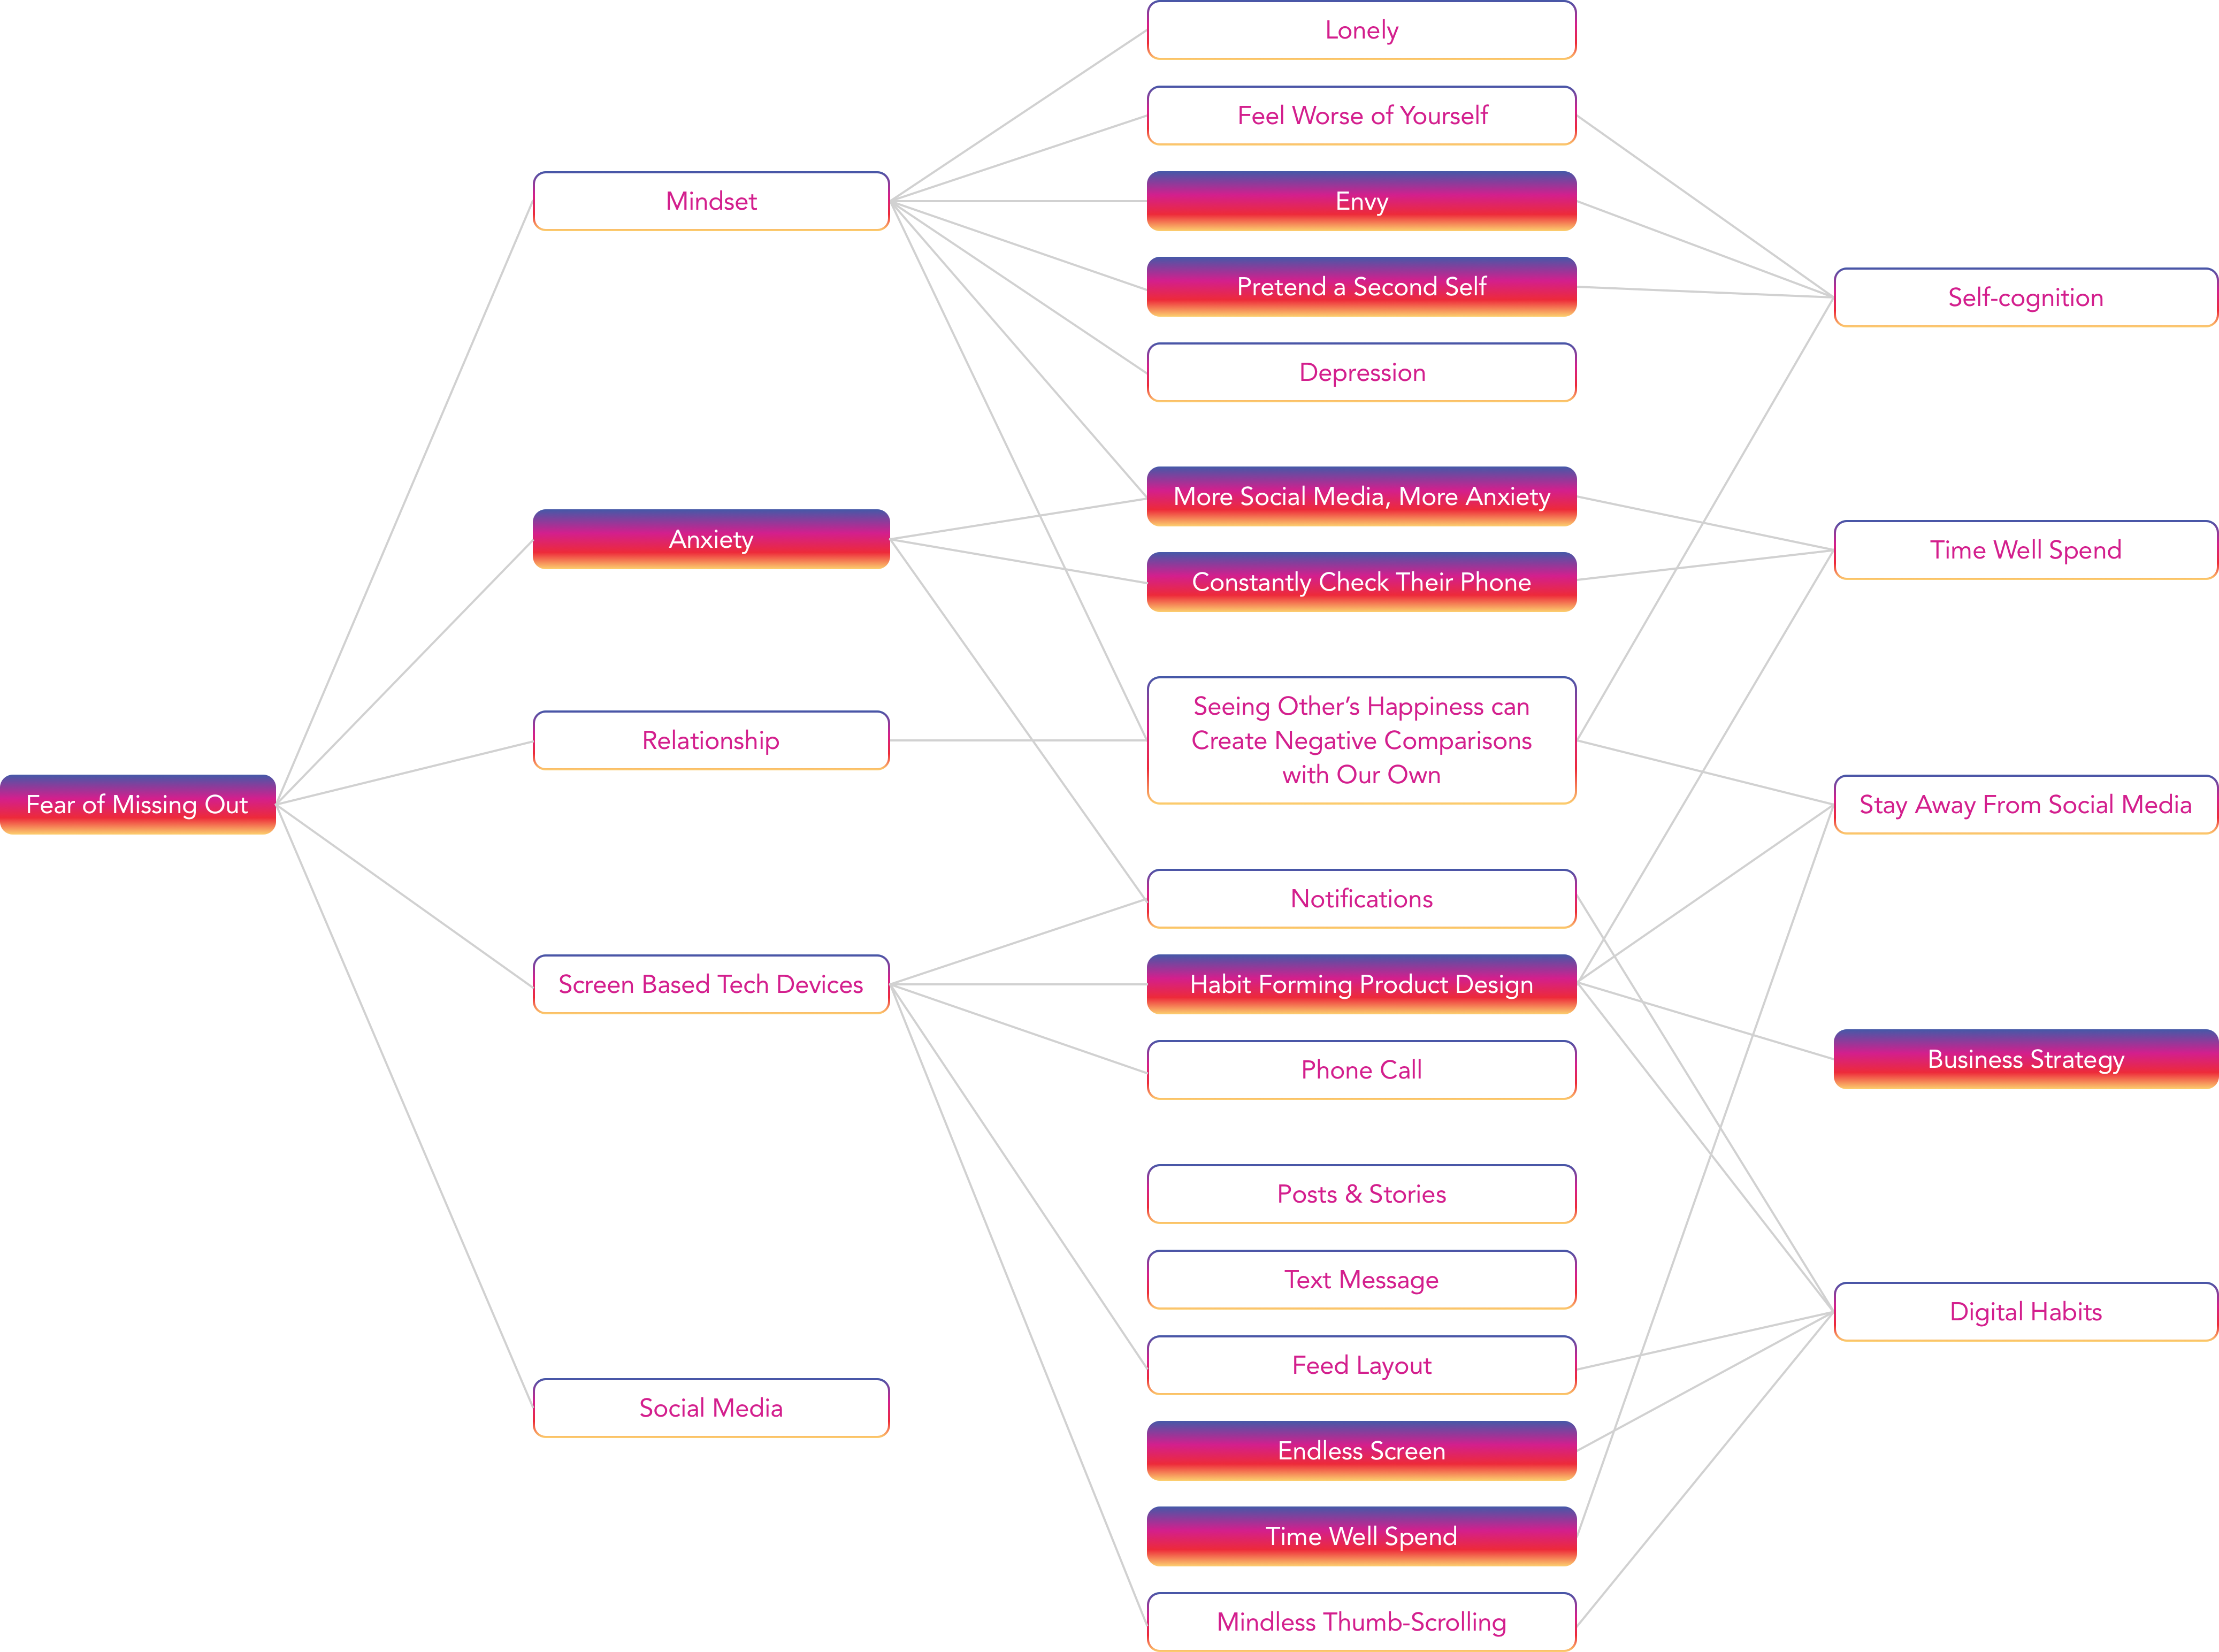 Fear of Missing Out
Mindset
Anxiety
Relationship
Screen Based Tech Devices
Social Media
Lonely
Feel Worse of Yourself
Envy
Pretend a Second Self
Depression
More Social Media, More Anxiety
Constantly Check Their Phone
Seeing Other’s Happiness can
Create Negative Comparisons
with Our Own
Notifications
Habit Forming Product Design
Phone Call
Posts & Stories
Text Message
Feed Layout
Endless Screen
Time Well Spend
Mindless Thumb-Scrolling
Self-cognition
Time Well Spend
Stay Away From Social Media
Business Strategy
Digital Habits